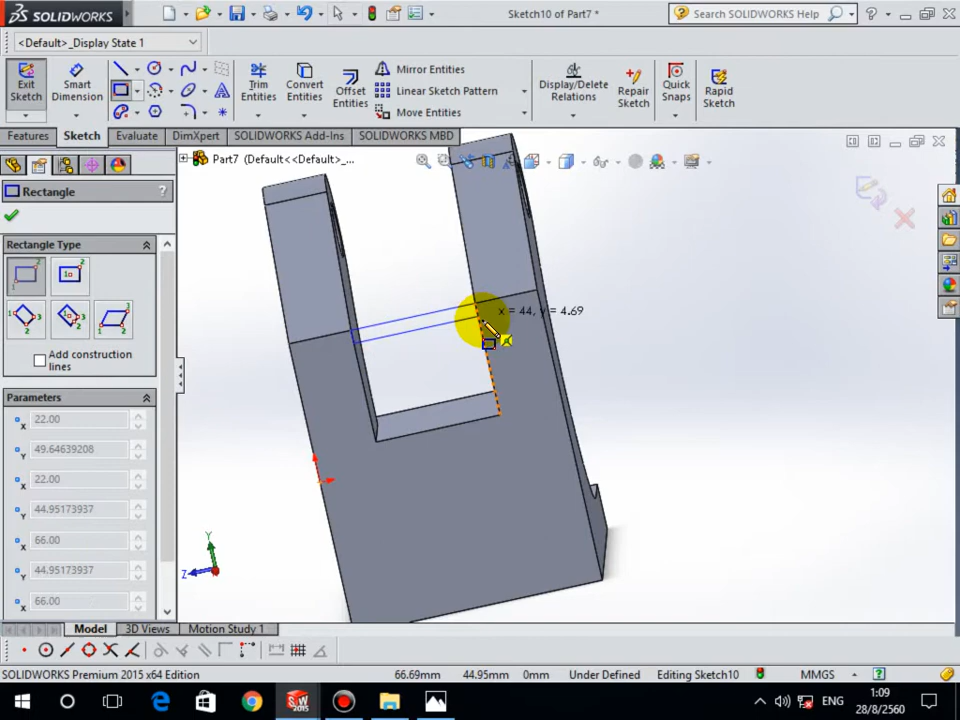 SOLIDWORKS
Sketch10 of Part7 *
Search SOLIDWORKS Help
<Default>_Display State 1
Exit Sketch
Smart Dimension
Trim Entities
Convert Entities
Offset Entities
Mirror Entities
Linear Sketch Pattern
Move Entities
Display/Delete Relations
Repair Sketch
Quick Snaps
Rapid Sketch
Features
Sketch
Evaluate
DimXpert
SOLIDWORKS Add-Ins
SOLIDWORKS MBD
Part7 (Default<<Default>_...
Rectangle
?
Rectangle Type
Add construction lines
Parameters
x 22.00
Y 49.64639208
x 22.00
Y 44.95173937
x 66.00
Y 44.95173937
x 66.00
x = 44, y = 4.69
Y
Z
Model
3D Views
Motion Study 1
SOLIDWORKS Premium 2015 x64 Edition
66.69mm
44.95mm
0mm
Under Defined
Editing Sketch10
MMGS
ENG
1:09
28/8/2560